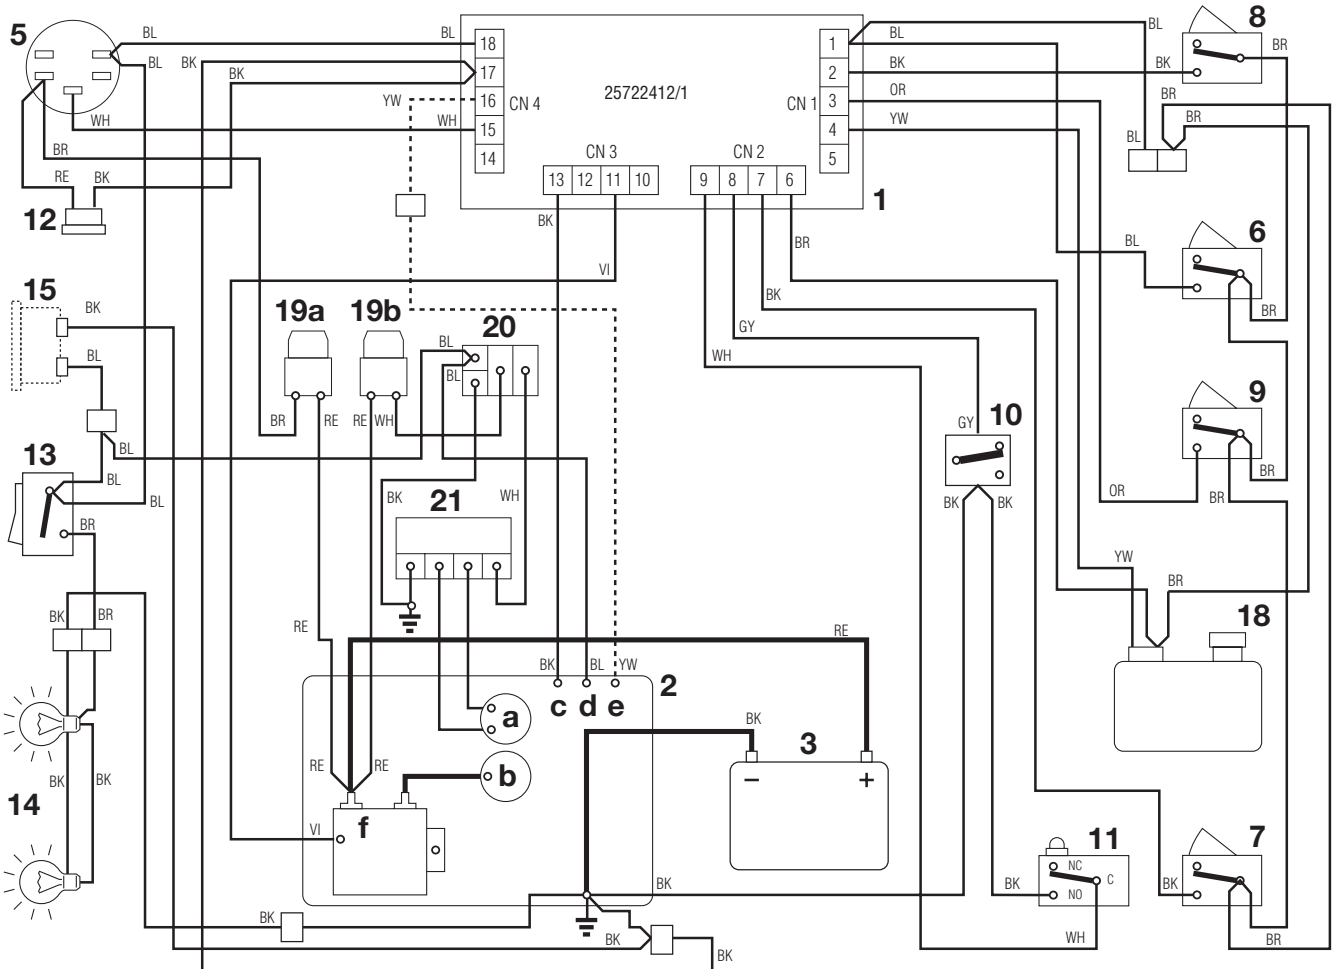 5
BL
BL
18
1
BL
BL
8
BR
BK
BL
BK
17
2
BK
BK
YW
16
CN 4
25722412/1
CN 1
3
OR
BR
WH
WH
15
4
YW
BR
BR
14
CN 3
CN 2
5
BL
RE
BK
13
12
11
10
9
8
7
6
1
12
BK
BR
BL
6
VI
15
BK
BK
BR
19a
19b
20
GY
BL
BL
WH
BL
9
BR
RE
RE
WH
GY
10
13
BL
BL
BR
BK
21
WH
OR
BR
BL
BK
BK
BR
YW
BR
BK
BR
18
RE
RE
BK
BL
YW
2
c
d
e
a
BK
3
RE
RE
b
–
+
BK
BK
14
f
VI
11
7
NC
C
BK
BK
NO
BK
BK
BK
WH
BR
BK